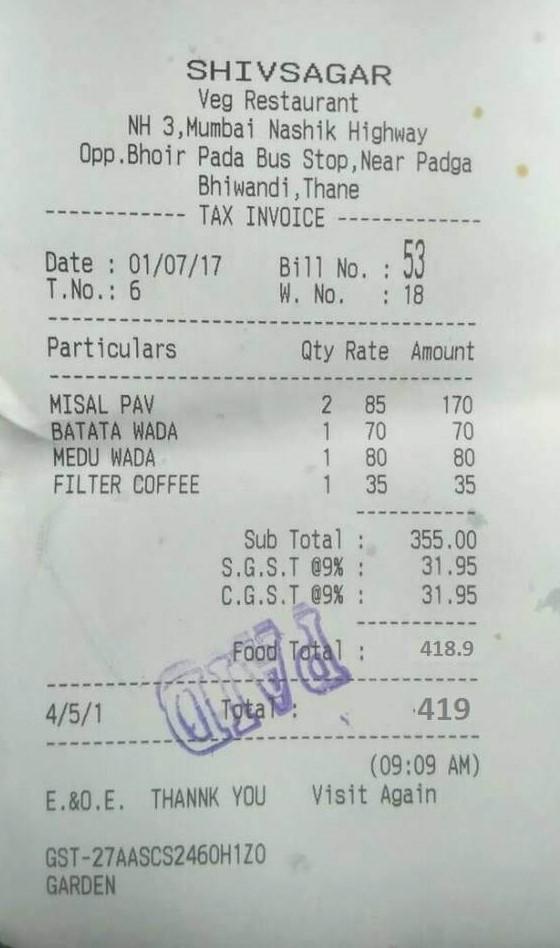 SHIVSAGAR
Veg Restaurant
NH 3,Mumbai Nashik Highway
Opp.Bhoir Pada Bus Stop,Near Padga
Bhiwandi,Thane
------------ TAX INVOICE ------------
Date : 01/07/17 Bill No. : 53
T.No.: 6 W. No. : 18
Particulars Qty Rate Amount
MISAL PAV 2 85 170
BATATA WADA 1 70 70
MEDU WADA 1 80 80
FILTER COFFEE 1 35 35
Sub Total : 355.00
S.G.S.T @9% : 31.95
C.G.S.T @9% : 31.95
Food Total : 418.9
PAID
4/5/1 Total : 419
(09:09 AM)
E.&O.E. THANNK YOU Visit Again
GST-27AASCS2460H1Z0
GARDEN